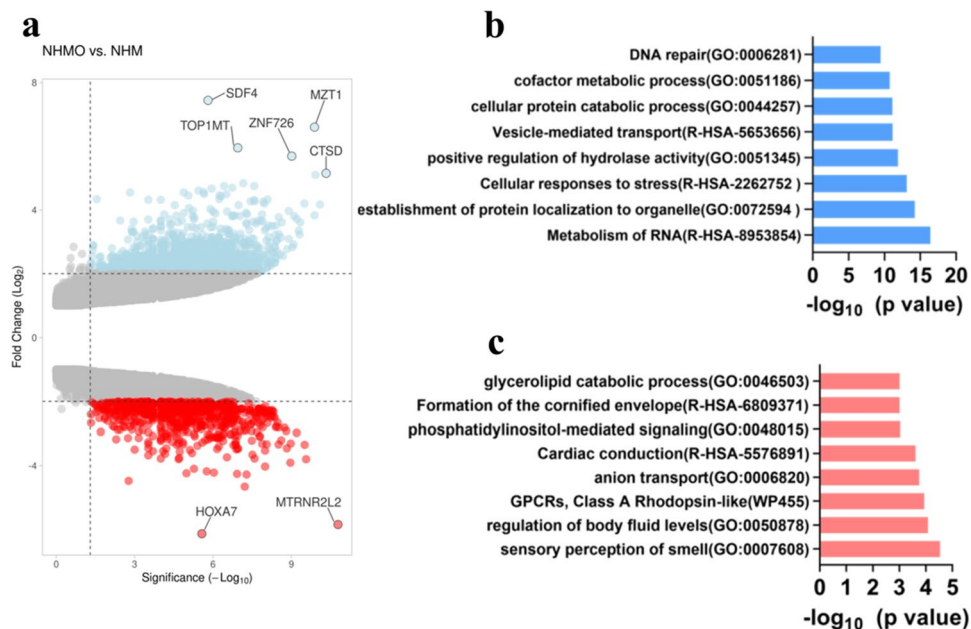 a
NHMO vs. NHM
8
4
0
-4
Fold Change (Log2)
SDF4
MZT1
TOP1MT
ZNF726
CTSD
HOXA7
MTRNR2L2
0 3 6 9
Significance (−Log10)
b
DNA repair(GO:0006281)
cofactor metabolic process(GO:0051186)
cellular protein catabolic process(GO:0044257)
Vesicle-mediated transport(R-HSA-5653656)
positive regulation of hydrolase activity(GO:0051345)
Cellular responses to stress(R-HSA-2262752 )
establishment of protein localization to organelle(GO:0072594 )
Metabolism of RNA(R-HSA-8953854)
0 5 10 15 20
-log10 (p value)
c
glycerolipid catabolic process(GO:0046503)
Formation of the cornified envelope(R-HSA-6809371)
phosphatidylinositol-mediated signaling(GO:0048015)
Cardiac conduction(R-HSA-5576891)
anion transport(GO:0006820)
GPCRs, Class A Rhodopsin-like(WP455)
regulation of body fluid levels(GO:0050878)
sensory perception of smell(GO:0007608)
0 1 2 3 4 5
-log10 (p value)